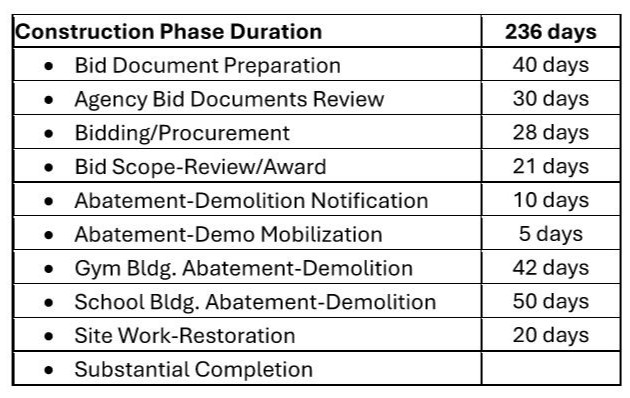 Construction Phase Duration 236 days
• Bid Document Preparation 40 days
• Agency Bid Documents Review 30 days
• Bidding/Procurement 28 days
• Bid Scope-Review/Award 21 days
• Abatement-Demolition Notification 10 days
• Abatement-Demo Mobilization 5 days
• Gym Bldg. Abatement-Demolition 42 days
• School Bldg. Abatement-Demolition 50 days
• Site Work-Restoration 20 days
• Substantial Completion